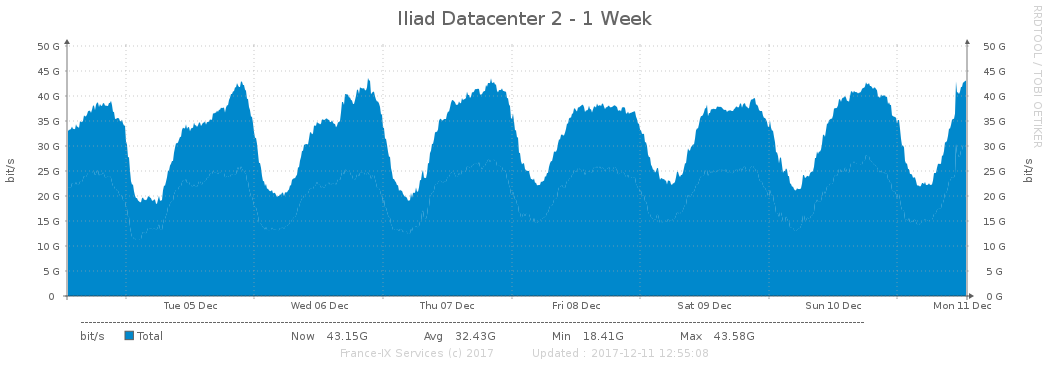 Iliad Datacenter 2 - 1 Week
RRDTOOL / TOBI OETIKER
50 G 50 G
45 G 45 G
40 G 40 G
35 G 35 G
30 G 30 G
25 G 25 G
20 G 20 G
15 G 15 G
10 G 10 G
5 G 5 G
0 0 G
bit/s
bit/s
Tue 05 Dec Wed 06 Dec Thu 07 Dec Fri 08 Dec Sat 09 Dec Sun 10 Dec Mon 11 Dec
bit/s Total Now 43.15G Avg 32.43G Min 18.41G Max 43.58G
France-IX Services (c) 2017 Updated : 2017-12-11 12:55:08